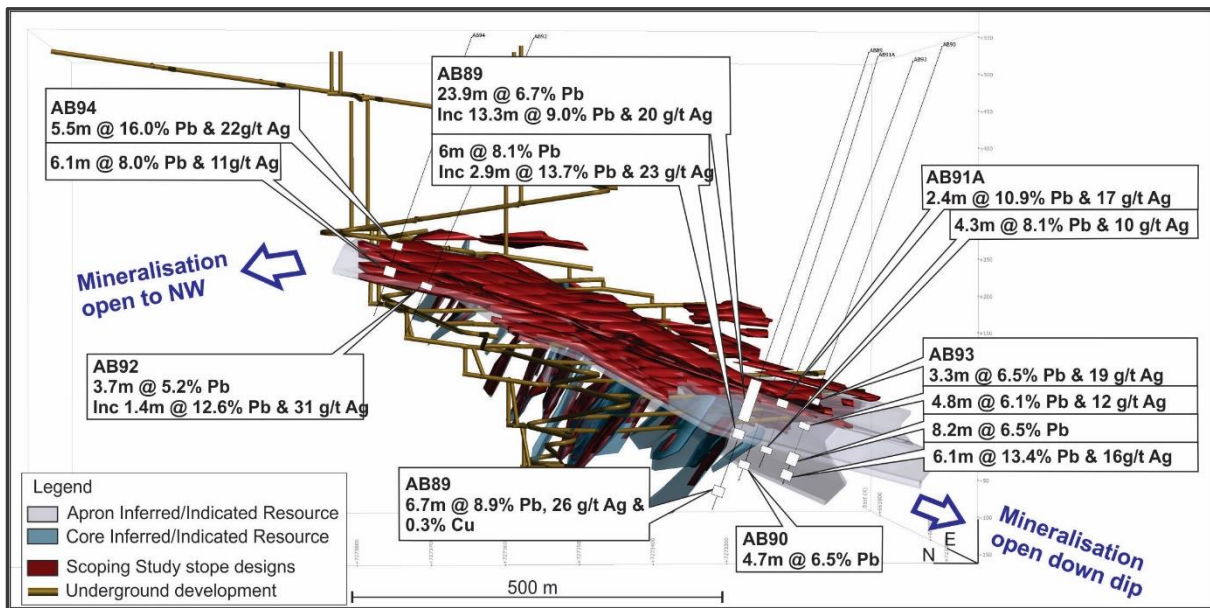 AB94
AB92
AB89
AB91A
AB93
AB90
AB89
23.9m @ 6.7% Pb
Inc 13.3m @ 9.0% Pb & 20 g/t Ag
6m @ 8.1% Pb
Inc 2.9m @ 13.7% Pb & 23 g/t Ag
AB94
5.5m @ 16.0% Pb & 22g/t Ag
6.1m @ 8.0% Pb & 11g/t Ag
AB91A
2.4m @ 10.9% Pb & 17 g/t Ag
4.3m @ 8.1% Pb & 10 g/t Ag
Mineralisation
open to NW
AB92
3.7m @ 5.2% Pb
Inc 1.4m @ 12.6% Pb & 31 g/t Ag
AB93
3.3m @ 6.5% Pb & 19 g/t Ag
4.8m @ 6.1% Pb & 12 g/t Ag
8.2m @ 6.5% Pb
6.1m @ 13.4% Pb & 16g/t Ag
AB89
6.7m @ 8.9% Pb, 26 g/t Ag &
0.3% Cu
AB90
4.7m @ 6.5% Pb
Mineralisation
open down dip
E
N
Legend
Apron Inferred/Indicated Resource
Core Inferred/Indicated Resource
Scoping Study stope designs
Underground development
500 m